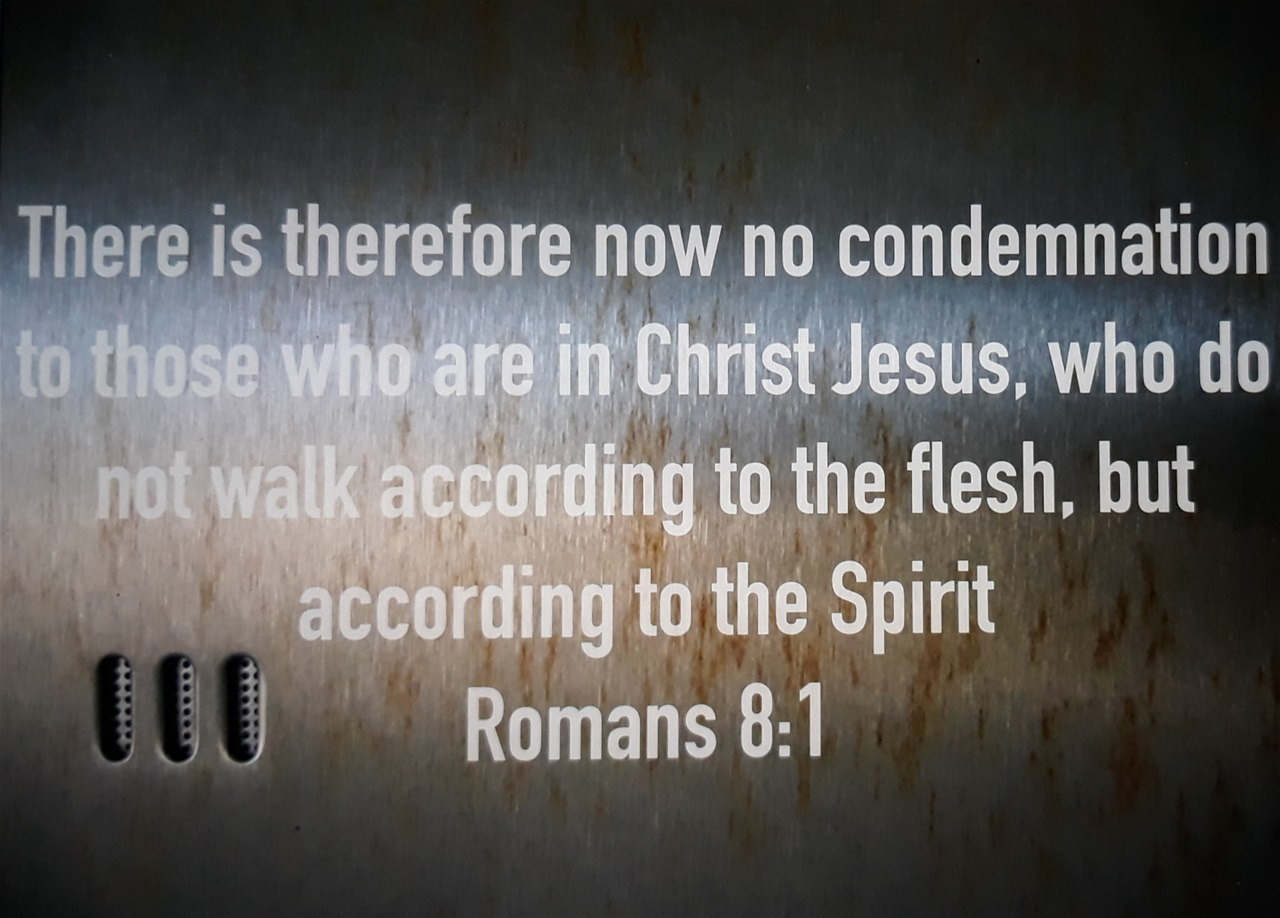 There is therefore now no condemnation
to those who are in Christ Jesus, who do
not walk according to the flesh, but
according to the Spirit
Romans 8:1